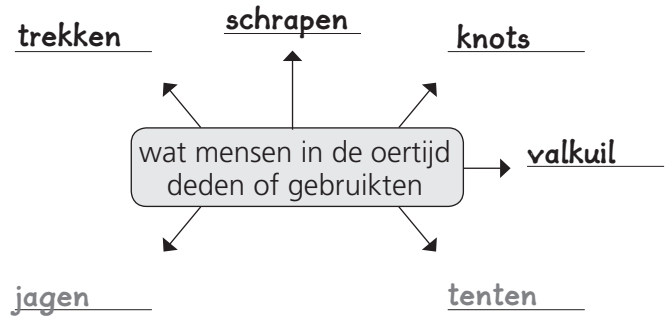 schrapen
trekken
knots
wat mensen in de oertijd
deden of gebruikten
valkuil
jagen
tenten